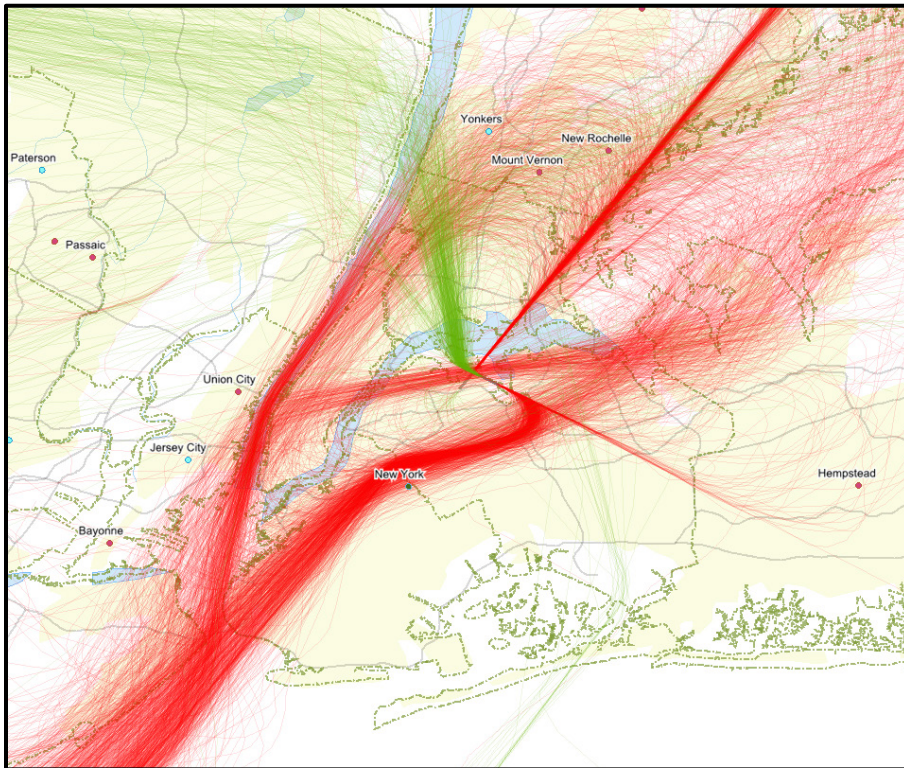 Yonkers
New Rochelle
Mount Vernon
Paterson
Passaic
Union City
Jersey City
New York
Hempstead
Bayonne